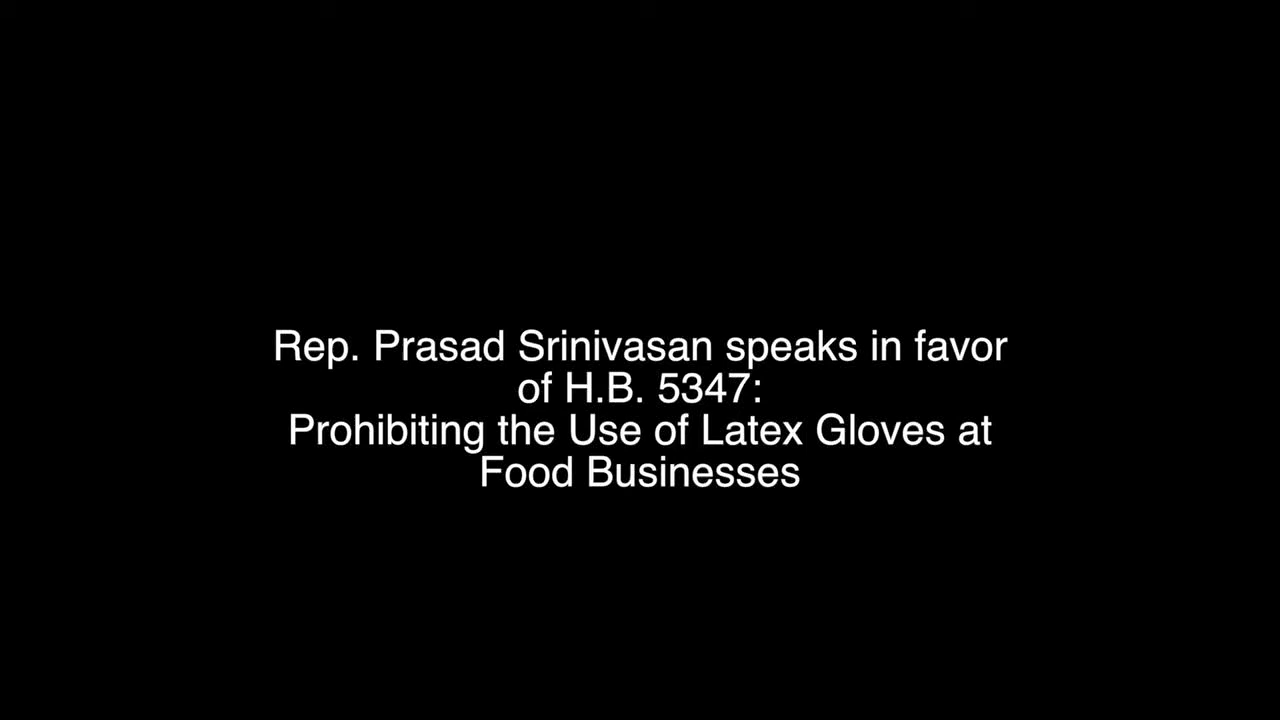 Rep. Prasad Srinivasan speaks in favor
of H.B. 5347:
Prohibiting the Use of Latex Gloves at
Food Businesses